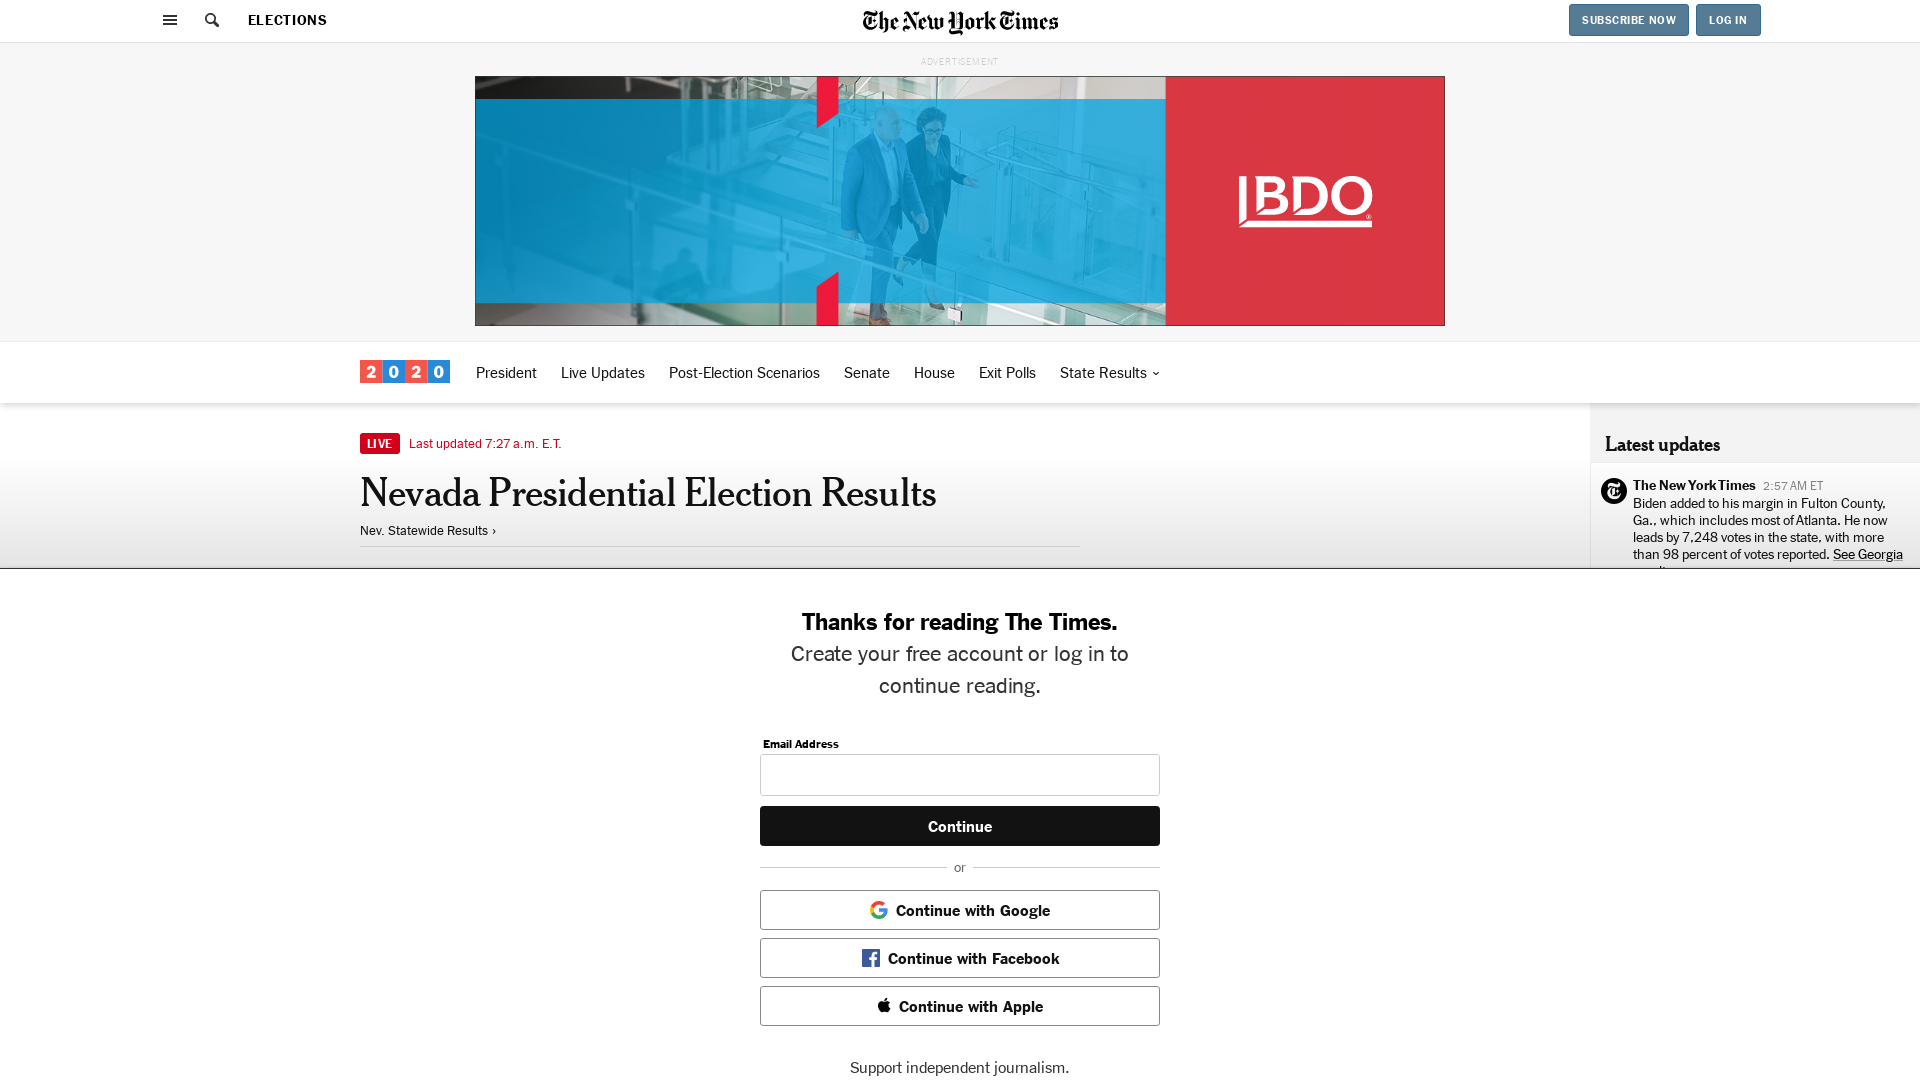 ELECTIONS
The New York Times
SUBSCRIBE NOW
LOG IN
ADVERTISEMENT
BDO
2020
President
Live Updates
Post-Election Scenarios
Senate
House
Exit Polls
State Results
LIVE Last updated 7:27 a.m. E.T.
Nevada Presidential Election Results
Nev. Statewide Results ›
Latest updates
The New York Times 2:57 AM ET
Biden added to his margin in Fulton County,
Ga., which includes most of Atlanta. He now
leads by 7,248 votes in the state, with more
than 98 percent of votes reported. See Georgia
Thanks for reading The Times.
Create your free account or log in to
continue reading.
Email Address
Continue
or
Continue with Google
Continue with Facebook
Continue with Apple
Support independent journalism.